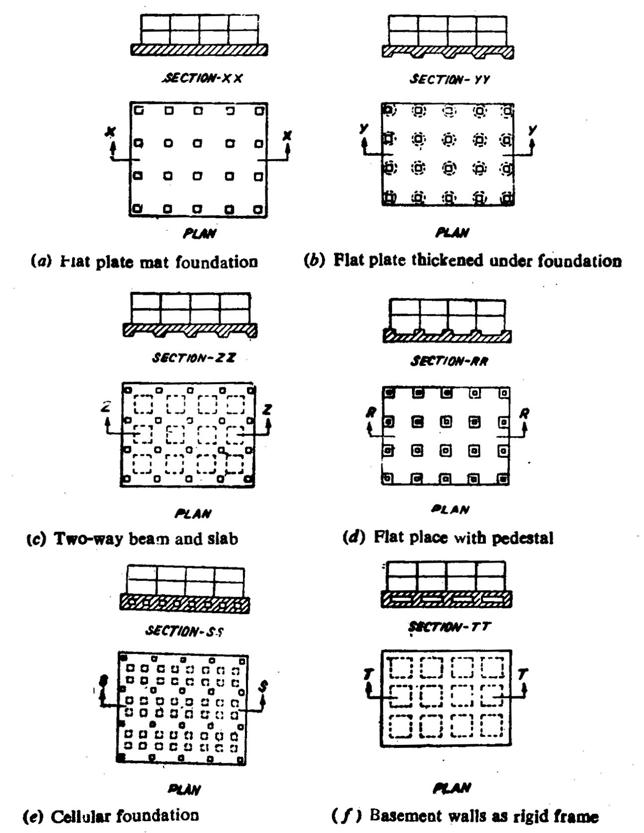 SECTION-XX
SECTION-YY
X X
Y Y
PLAN
PLAN
(a) Flat plate mat foundation
(b) Flat plate thickened under foundation
SECTION-ZZ
SECTION-RR
Z Z
R R
PLAN
PLAN
(c) Two-way beam and slab
(d) Flat place with pedestal
SECTION-SS
SECTION-TT
S S
T T
PLAN
PLAN
(e) Cellular foundation
(f) Basement walls as rigid frame